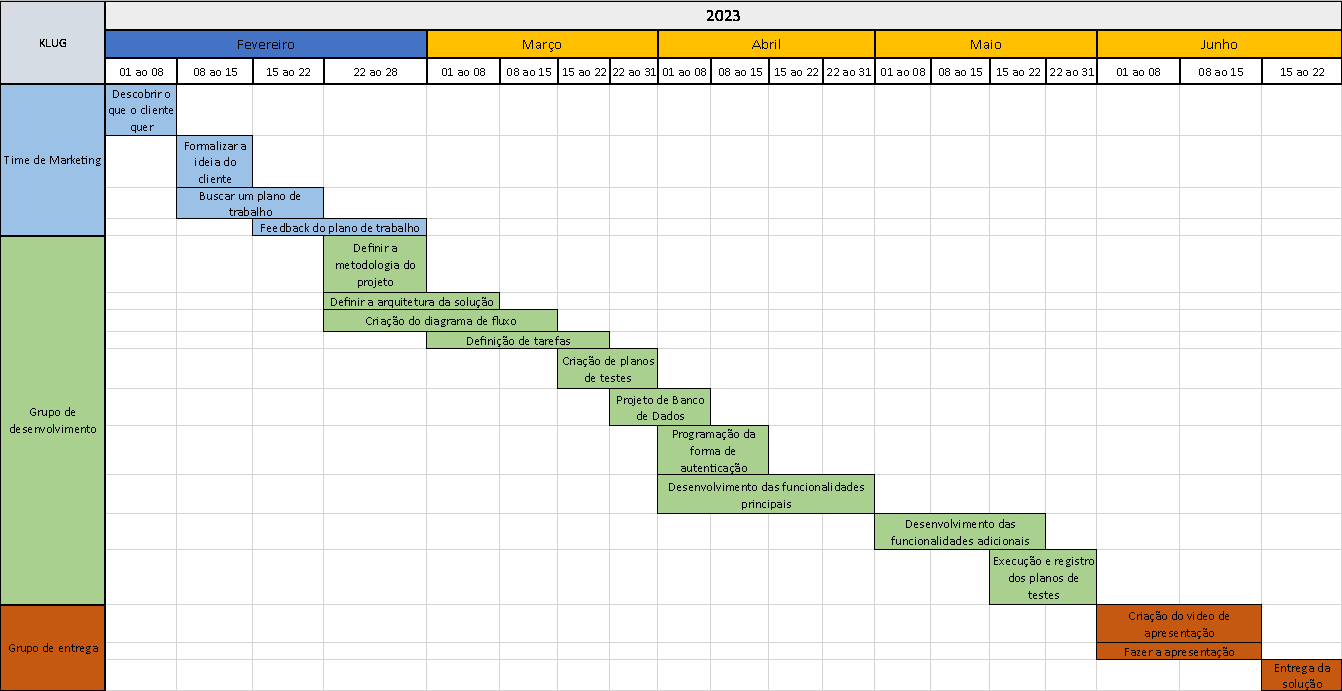 KLUG
2023
Fevereiro
Março
Abril
Maio
Junho
01 ao 08
08 ao 15
15 ao 22
22 ao 28
01 ao 08
08 ao 15
15 ao 22
22 ao 31
01 ao 08
08 ao 15
15 ao 22
22 ao 31
01 ao 08
08 ao 15
15 ao 22
22 ao 31
01 ao 08
08 ao 15
15 ao 22
Time de Marketing
Descobrir o
que o cliente
quer
Formalizar a
ideia do
cliente
Buscar um plano de
trabalho
Feedback do plano de trabalho
Grupo de
desenvolvimento
Definir a
metodologia do
projeto
Definir a arquitetura da solução
Criação do diagrama de fluxo
Definição de tarefas
Criação de planos
de testes
Projeto de Banco
de Dados
Programação da
forma de
autenticação
Desenvolvimento das funcionalidades
principais
Desenvolvimento das
funcionalidades adicionais
Execução e registro
dos planos de
testes
Grupo de entrega
Criação do video de
apresentação
Fazer a apresentação
Entrega da
solução